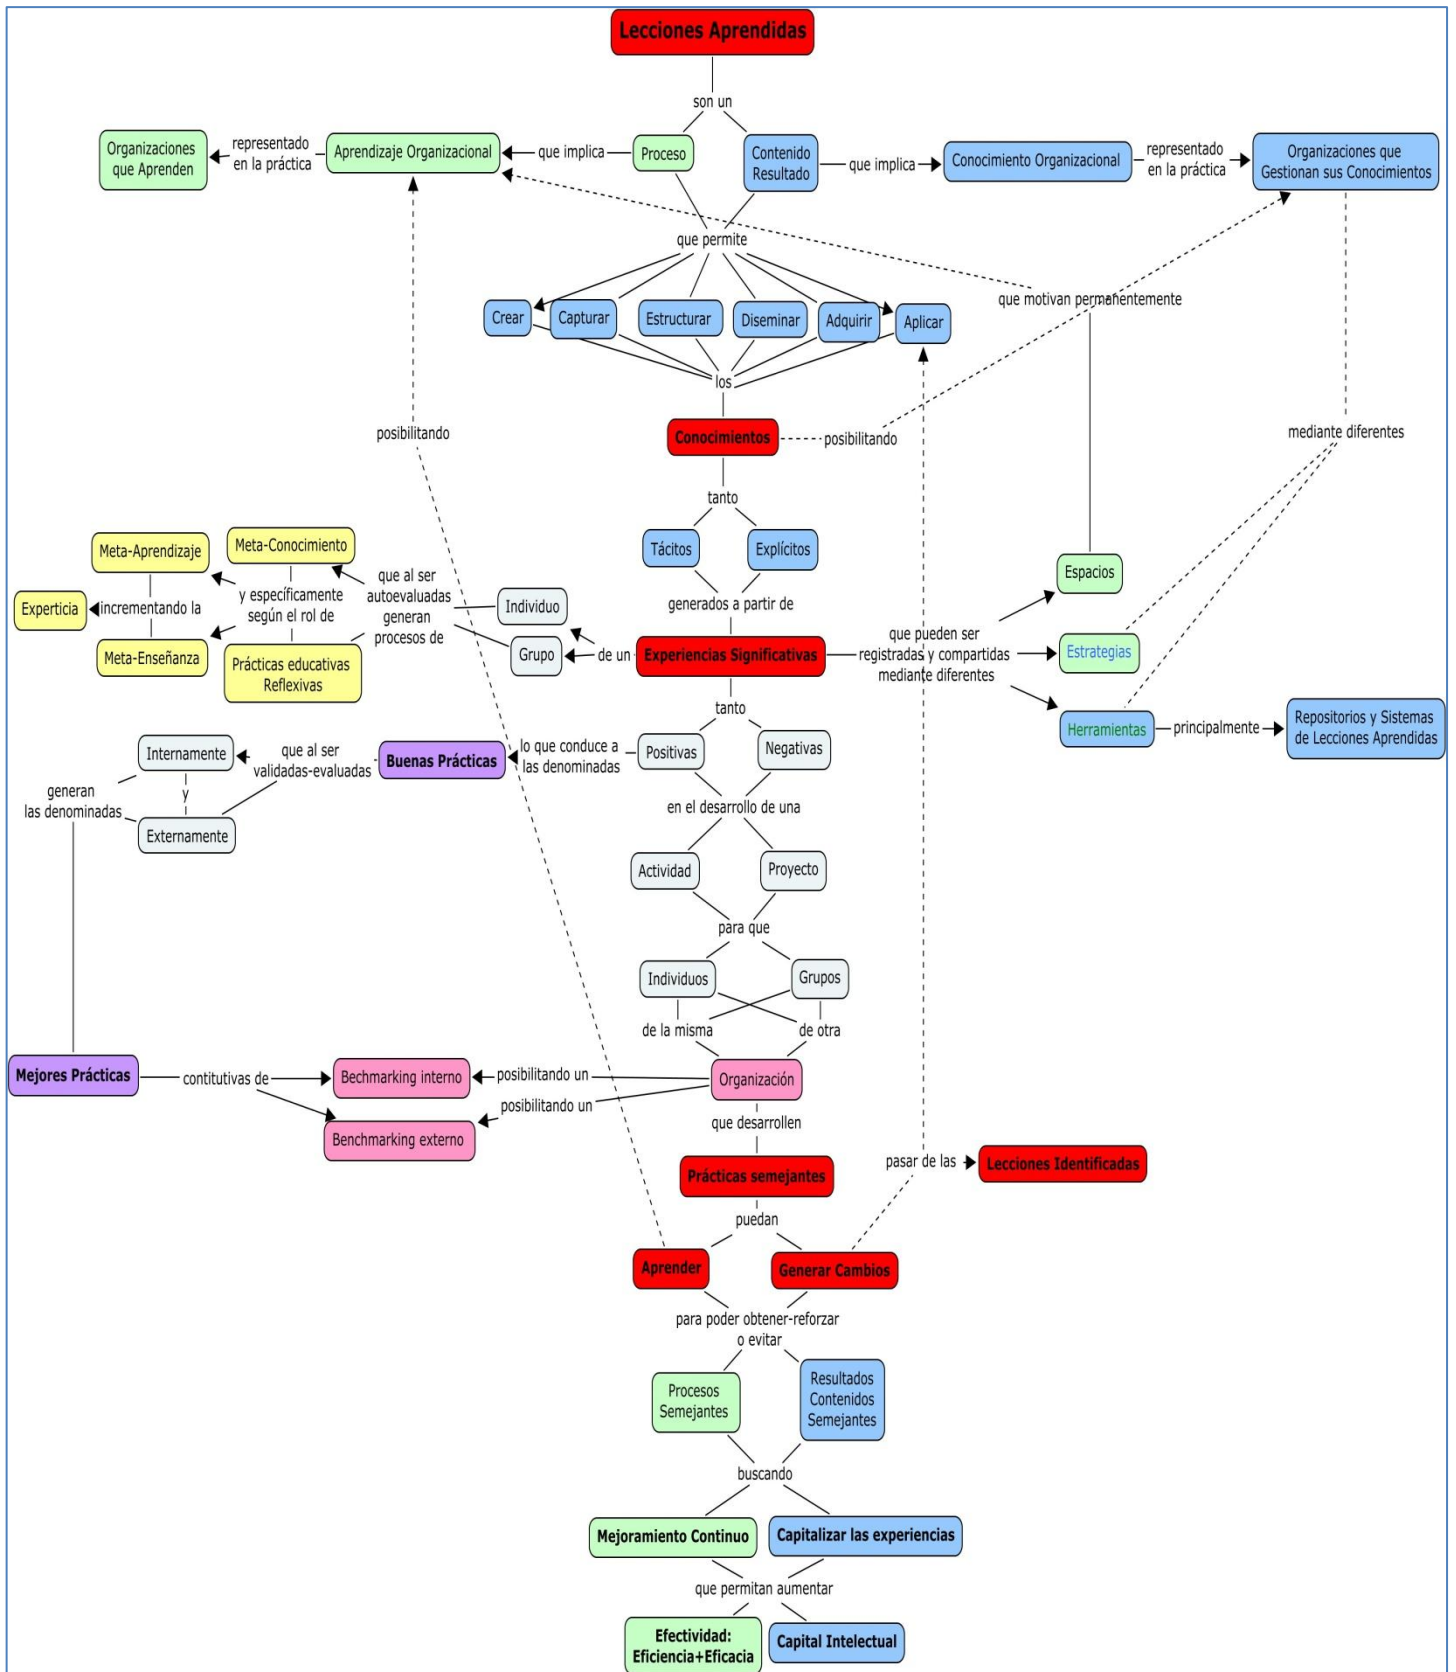 Lecciones Aprendidas
son un
Organizaciones
que Aprenden
representado
en la práctica
Aprendizaje Organizacional
que implica
Proceso
Contenido
Resultado
que implica
Conocimiento Organizacional
representado
en la práctica
Organizaciones que
Gestionan sus Conocimientos
que permite
que motivan permanentemente
Crear
Capturar
Estructurar
Diseminar
Adquirir
Aplicar
los
posibilitando
Conocimientos
posibilitando
mediante diferentes
tanto
Tácitos
Explícitos
generados a partir de
Meta-Aprendizaje
Meta-Conocimiento
Experticia
incrementando la
y específicamente
según el rol de
que al ser
autoevaluadas
generan
procesos de
Meta-Enseñanza
Prácticas educativas
Reflexivas
Individuo
Grupo
de un
Experiencias Significativas
que pueden ser
registradas y compartidas
mediante diferentes
Espacios
Estrategias
Herramientas
principalmente
Repositorios y Sistemas
de Lecciones Aprendidas
tanto
Internamente
y
Externamente
que al ser
validadas-evaluadas
Buenas Prácticas
lo que conduce a
las denominadas
Positivas
Negativas
generan
las denominadas
en el desarrollo de una
Actividad
Proyecto
para que
Individuos
Grupos
de la misma
de otra
Mejores Prácticas
contitutivas de
Bechmarking interno
posibilitando un
Organización
Benchmarking externo
posibilitando un
que desarrollen
Prácticas semejantes
pasar de las
Lecciones Identificadas
puedan
Aprender
Generar Cambios
para poder obtener-reforzar
o evitar
Procesos
Semejantes
Resultados
Contenidos
Semejantes
buscando
Mejoramiento Continuo
Capitalizar las experiencias
que permitan aumentar
Efectividad:
Eficiencia+Eficacia
Capital Intelectual